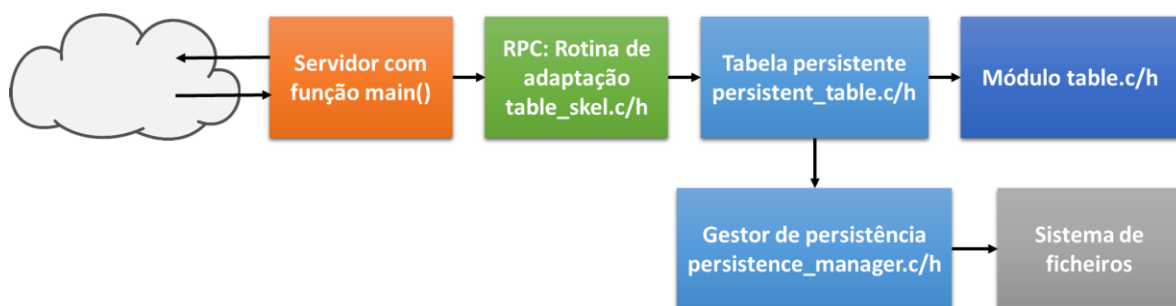 Servidor com
função main()
RPC: Rotina de
adaptação
table_skel.c/h
Tabela persistente
persistent_table.c/h
Módulo table.c/h
Gestor de persistência
persistence_manager.c/h
Sistema de
ficheiros